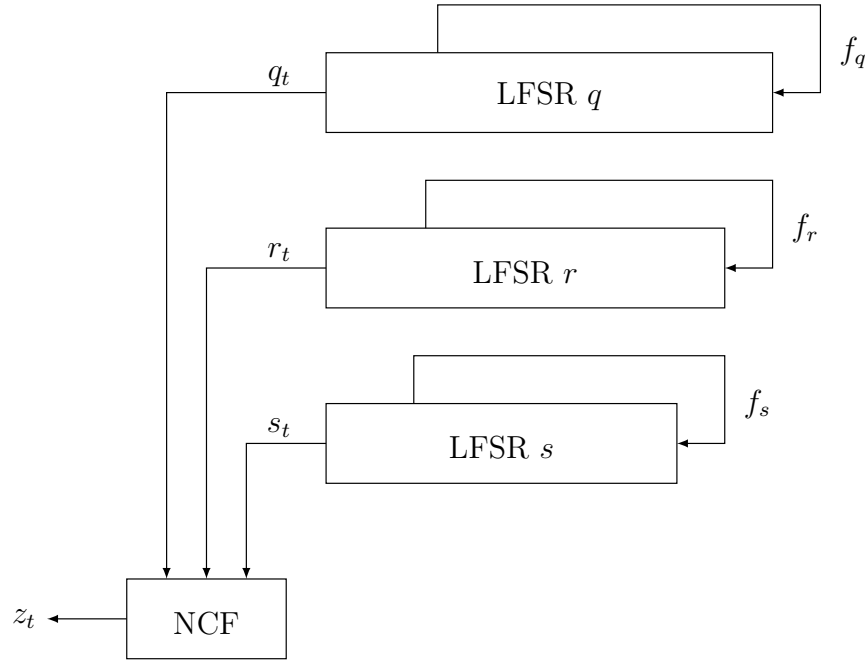 f_q
q_t
LFSR q
f_r
r_t
LFSR r
f_s
s_t
LFSR s
z_t
NCF